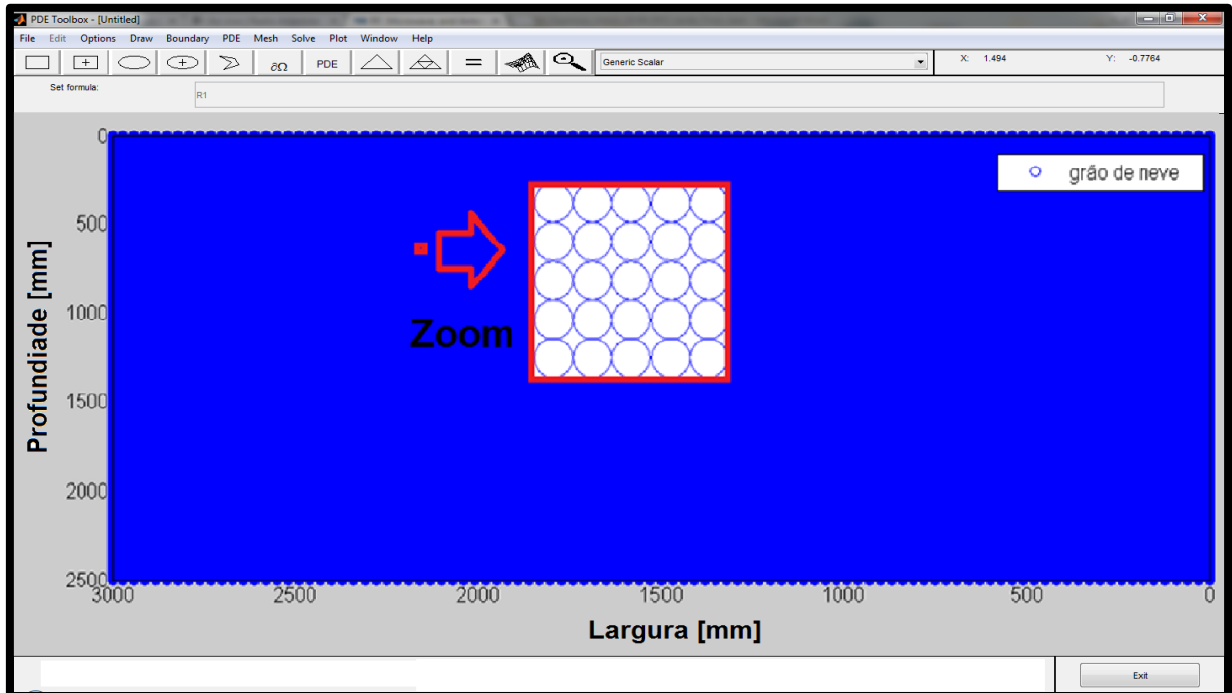 PDE Toolbox - [Untitled]
File Edit Options Draw Boundary PDE Mesh Solve Plot Window Help
∂Ω PDE = Generic Scalar X: 1.494 Y: -0.7764
Set formula: R1
0
500
1000
1500
2000
2500
Profundiade [mm]
grão de neve
Zoom
3000 2500 2000 1500 1000 500 0
Largura [mm]
Exit